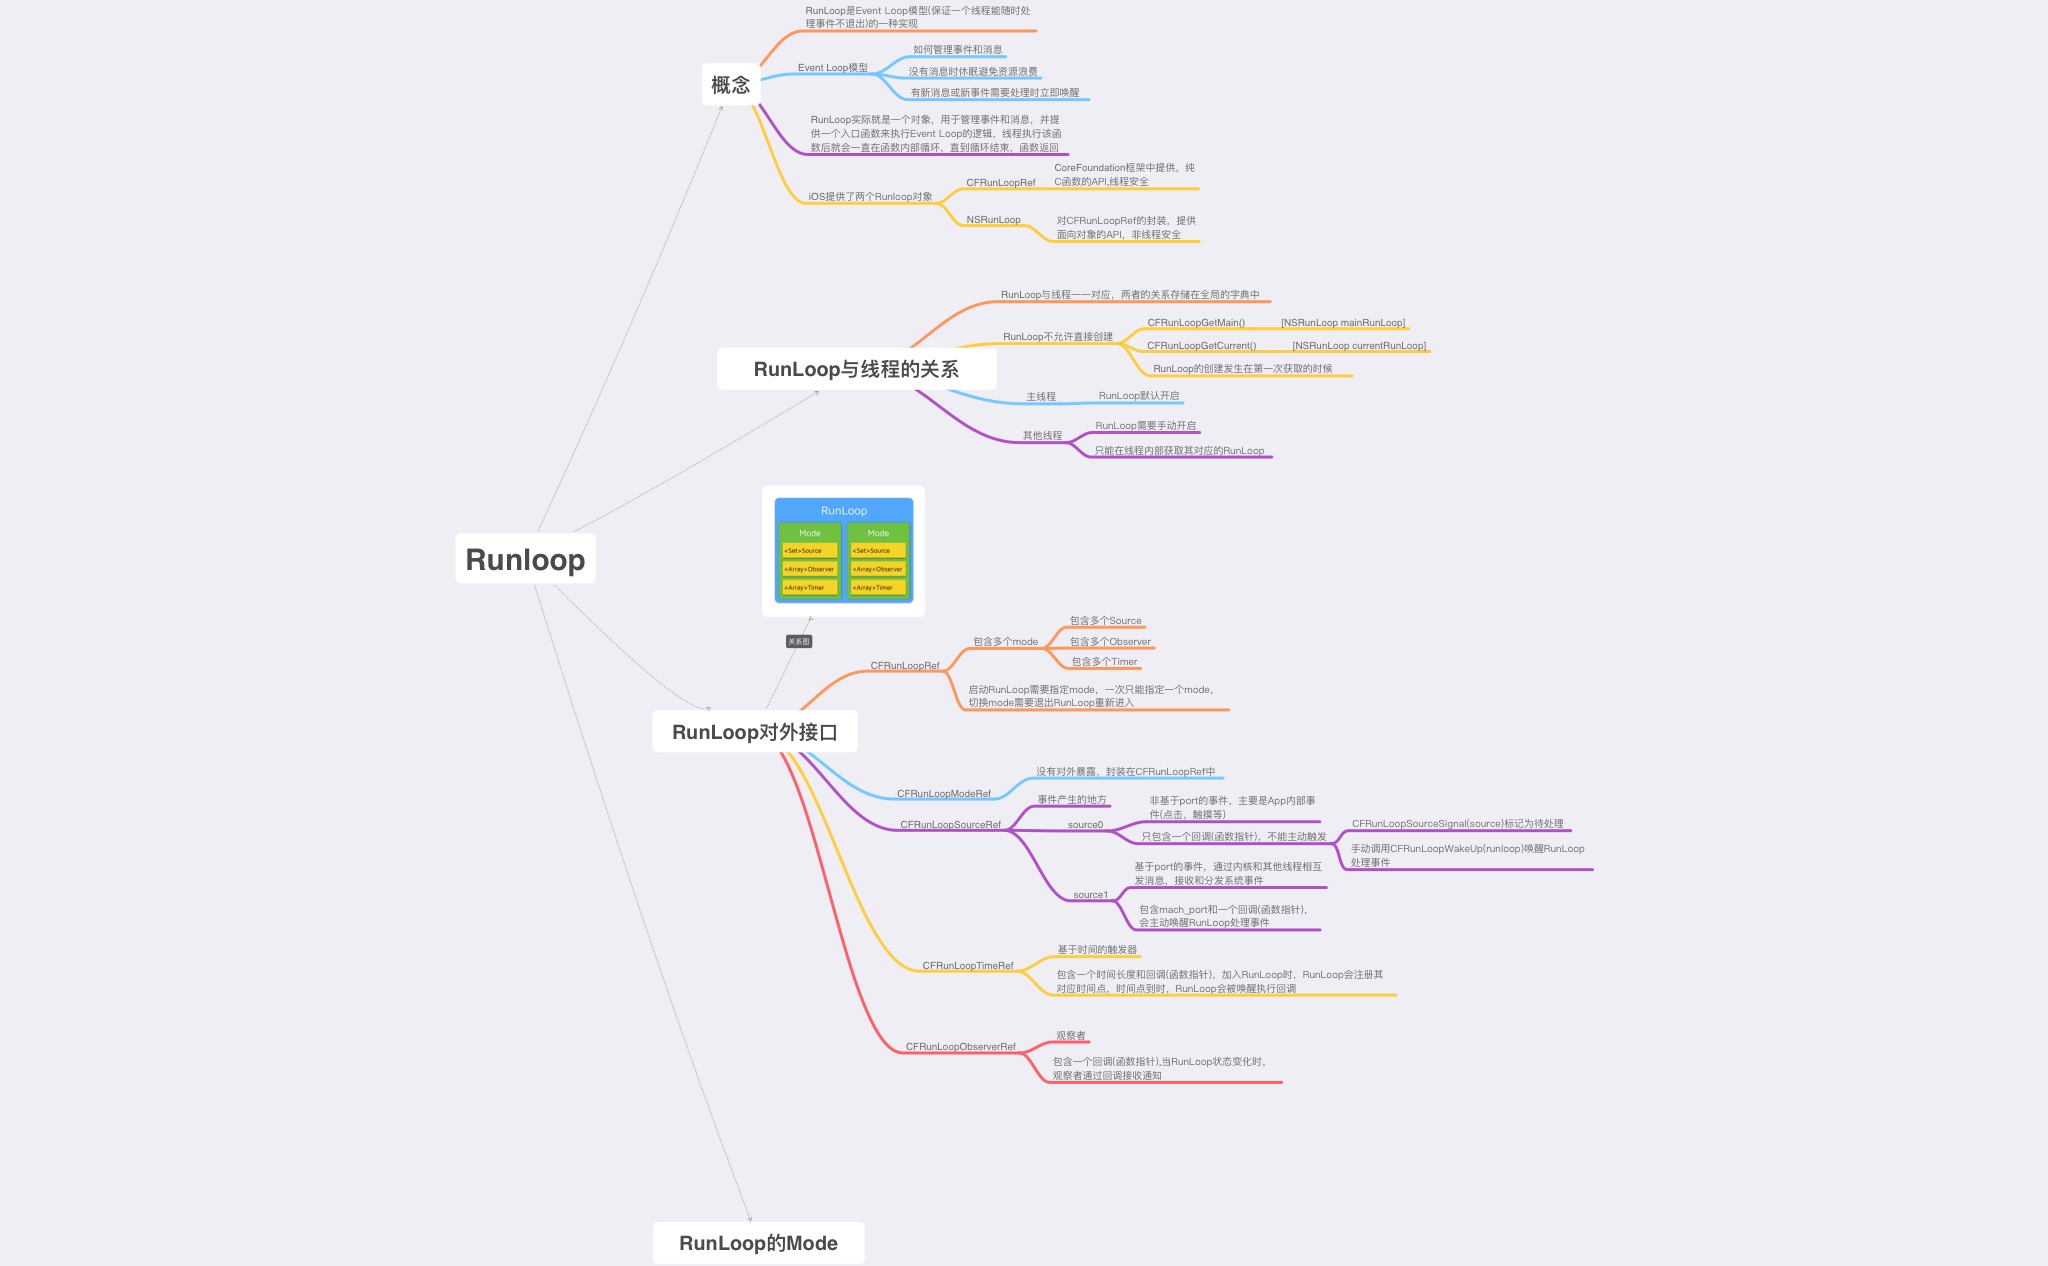 Runloop
概念
RunLoop是Event Loop模型(保证一个线程能随时处
理事件不退出)的一种实现
Event Loop模型
如何管理事件和消息
没有消息时休眠避免资源浪费
有新消息或新事件需要处理时立即唤醒
RunLoop实际就是一个对象，用于管理事件和消息，并提
供一个入口函数来执行Event Loop的逻辑，线程执行该函
数后就会一直在函数内部循环，直到循环结束，函数返回
iOS提供了两个Runloop对象
CFRunLoopRef
CoreFoundation框架中提供，纯
C函数的API,线程安全
NSRunLoop
对CFRunLoopRef的封装，提供
面向对象的API，非线程安全
RunLoop与线程的关系
RunLoop与线程一一对应，两者的关系存储在全局的字典中
RunLoop不允许直接创建
CFRunLoopGetMain()
[NSRunLoop mainRunLoop]
CFRunLoopGetCurrent()
[NSRunLoop currentRunLoop]
RunLoop的创建发生在第一次获取的时候
主线程
RunLoop默认开启
其他线程
RunLoop需要手动开启
只能在线程内部获取其对应的RunLoop
RunLoop
Mode
<Set>Source
<Array>Observer
<Array>Timer
Mode
<Set>Source
<Array>Observer
<Array>Timer
关系图
RunLoop对外接口
CFRunLoopRef
包含多个mode
包含多个Source
包含多个Observer
包含多个Timer
启动RunLoop需要指定mode，一次只能指定一个mode，
切换mode需要退出RunLoop重新进入
CFRunLoopModeRef
没有对外暴露，封装在CFRunLoopRef中
CFRunLoopSourceRef
事件产生的地方
source0
非基于port的事件，主要是App内部事
件(点击，触摸等)
只包含一个回调(函数指针)，不能主动触发
CFRunLoopSourceSignal(source)标记为待处理
手动调用CFRunLoopWakeUp(runloop)唤醒RunLoop
处理事件
source1
基于port的事件，通过内核和其他线程相互
发消息，接收和分发系统事件
包含mach_port和一个回调(函数指针)，
会主动唤醒RunLoop处理事件
CFRunLoopTimeRef
基于时间的触发器
包含一个时间长度和回调(函数指针)，加入RunLoop时，RunLoop会注册其
对应时间点，时间点到时，RunLoop会被唤醒执行回调
CFRunLoopObserverRef
观察者
包含一个回调(函数指针),当RunLoop状态变化时，
观察者通过回调接收通知
RunLoop的Mode